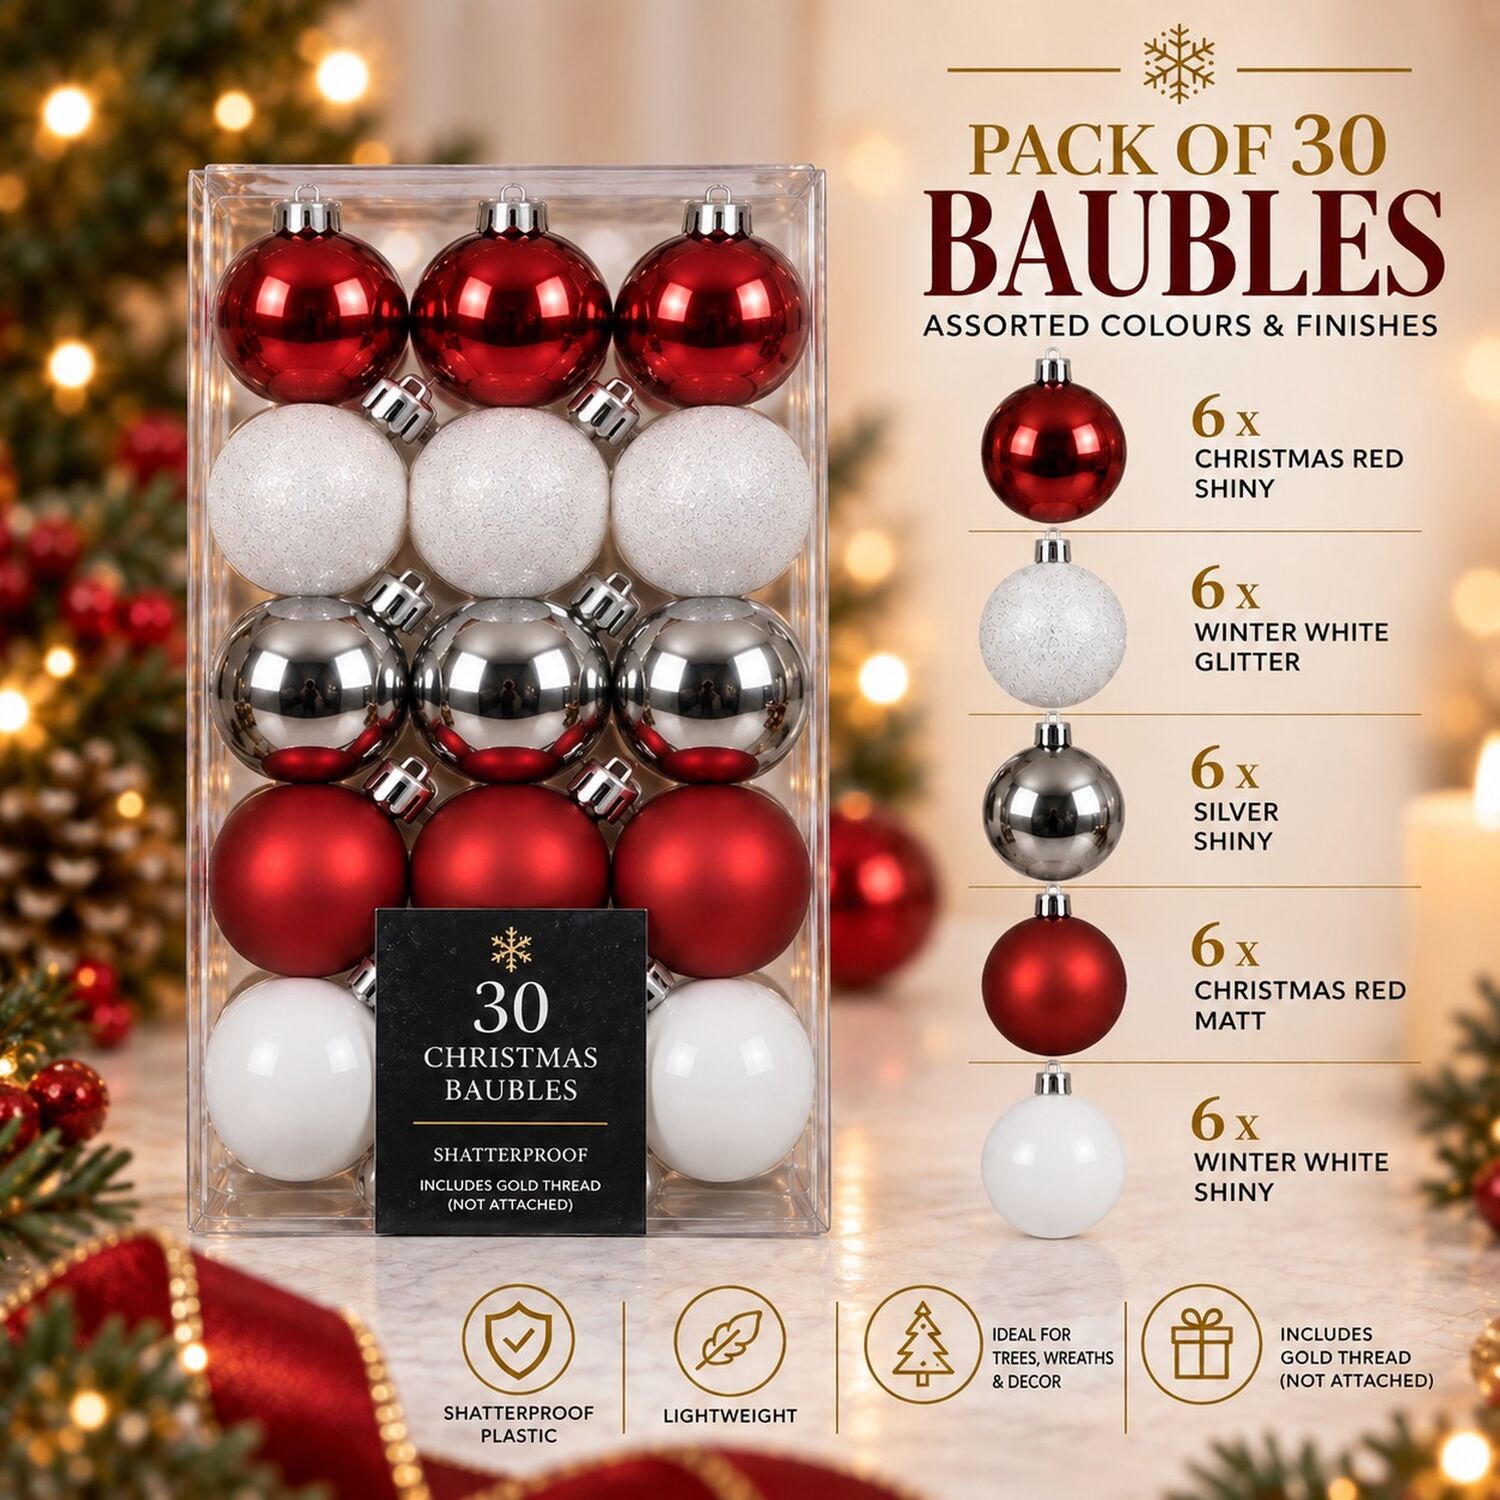 PACK OF 30
BAUBLES
ASSORTED COLOURS & FINISHES
6 x
CHRISTMAS RED
SHINY
6 x
WINTER WHITE
GLITTER
6 x
SILVER
SHINY
6 x
CHRISTMAS RED
MATT
6 x
WINTER WHITE
SHINY
30
CHRISTMAS
BAUBLES
SHATTERPROOF
INCLUDES GOLD THREAD
(NOT ATTACHED)
SHATTERPROOF
PLASTIC
LIGHTWEIGHT
IDEAL FOR
TREES, WREATHS
& DECOR
INCLUDES
GOLD THREAD
(NOT ATTACHED)